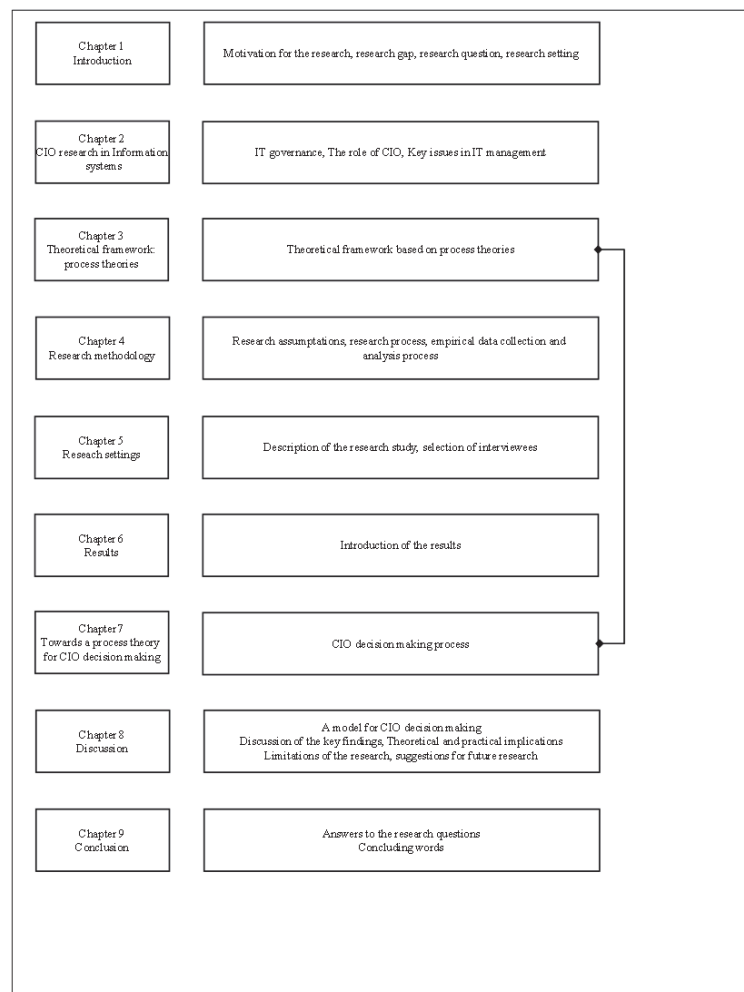 Chapter 1
Introduction
Motivation for the research, research gap, research question, research setting
Chapter 2
CIO research in Information
systems
IT governance, The role of CIO, Key issues in IT management
Chapter 3
Theoretical framework:
process theories
Theoretical framework based on process theories
Chapter 4
Research methodology
Research assumptations, research process, empirical data collection and
analysis process
Chapter 5
Reseach settings
Description of the research study, selection of interviewees
Chapter 6
Results
Introduction of the results
Chapter 7
Towards a process theory
for CIO decision making
CIO decision making process
Chapter 8
Discussion
A model for CIO decision making
Discussion of the key findings, Theoretical and practical implications
Limitations of the research, suggestions for future research
Chapter 9
Conclusion
Answers to the research questions
Concluding words